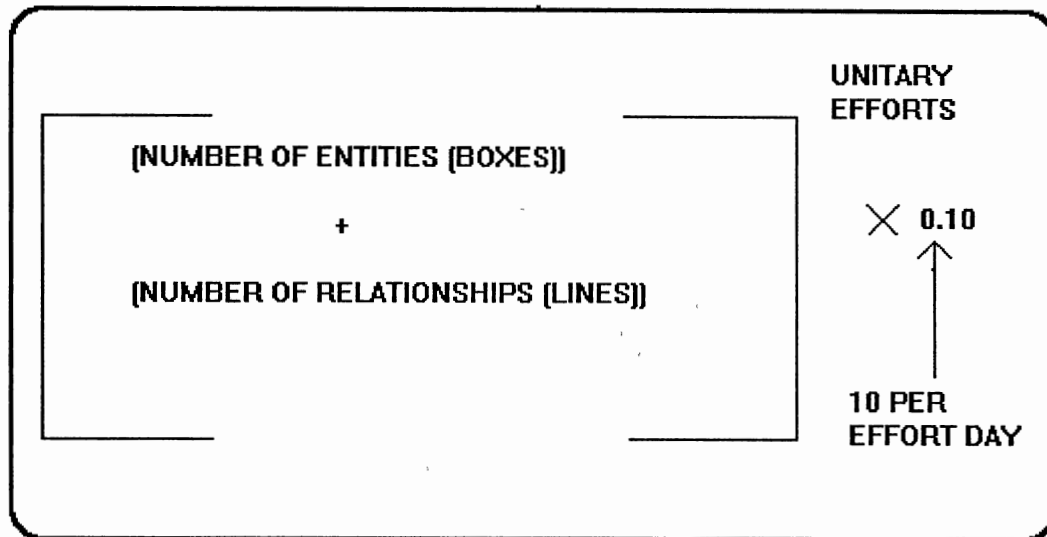 UNITARY
EFFORTS
(NUMBER OF ENTITIES (BOXES))
+
(NUMBER OF RELATIONSHIPS (LINES))
× 0.10
10 PER
EFFORT DAY